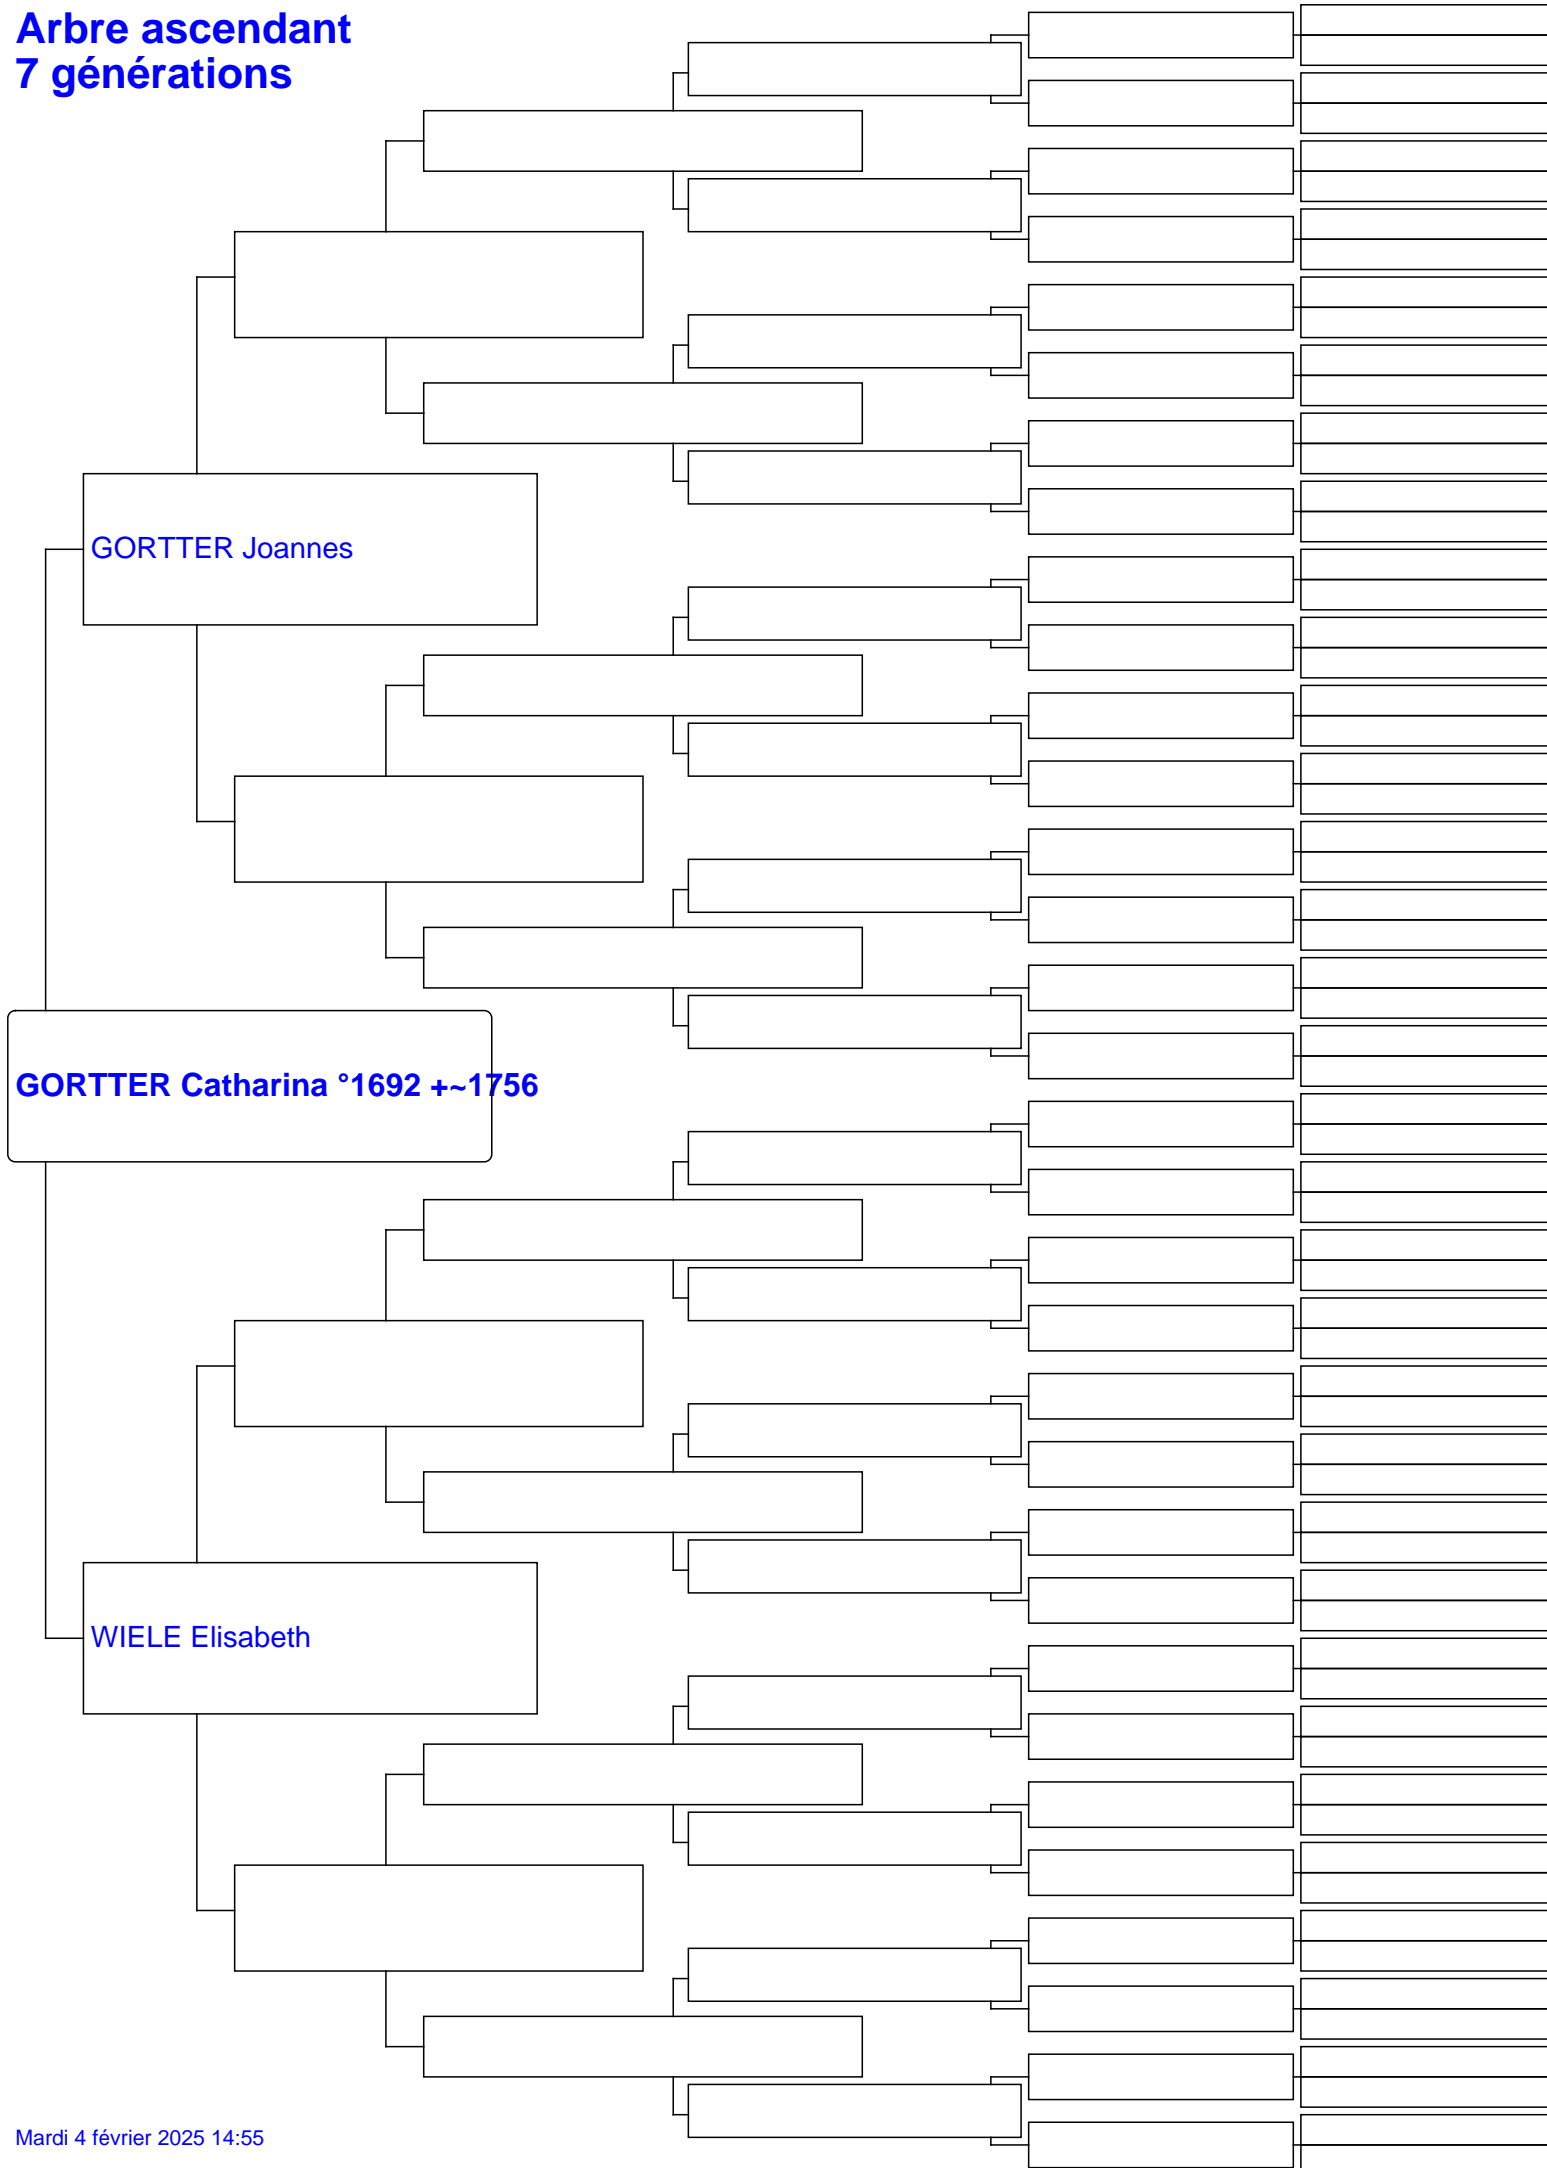 Arbre ascendant
7 générations
GORTTER Joannes
GORTTER Catharina °1692 +~1756
WIELE Elisabeth
Mardi 4 février 2025 14:55